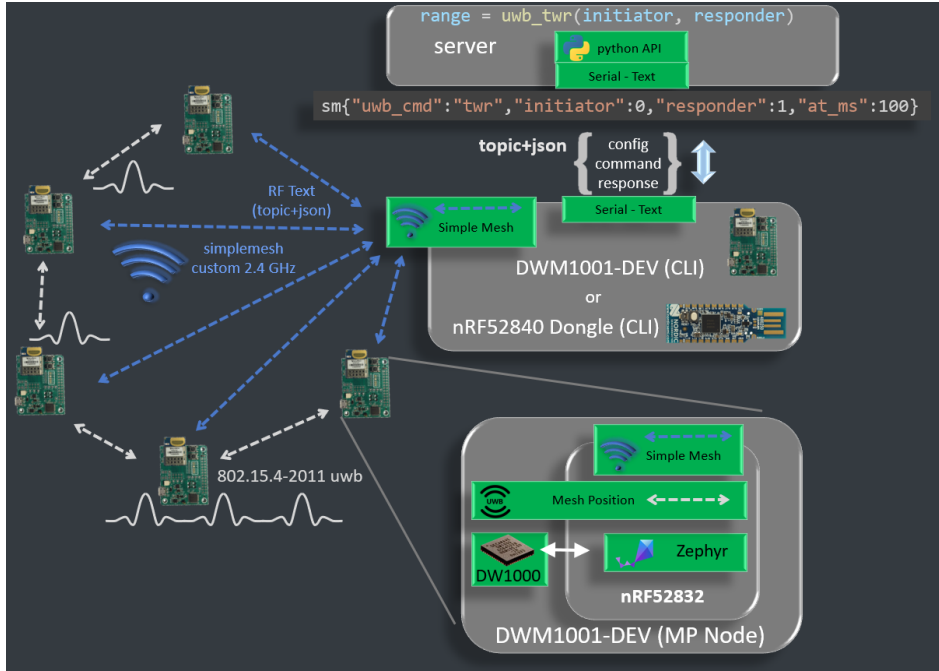 range = uwb_twr(initiator, responder)
server
python API
Serial - Text
sm{"uwb_cmd":"twr","initiator":0,"responder":1,"at_ms":100}
topic+json
config
command
response
RF Text
(topic+json)
Serial - Text
Simple Mesh
simplemesh
custom 2.4 GHz
DWM1001-DEV (CLI)
or
nRF52840 Dongle (CLI)
802.15.4-2011 uwb
Simple Mesh
UWB
Mesh Position
DW1000
Zephyr
nRF52832
DWM1001-DEV (MP Node)